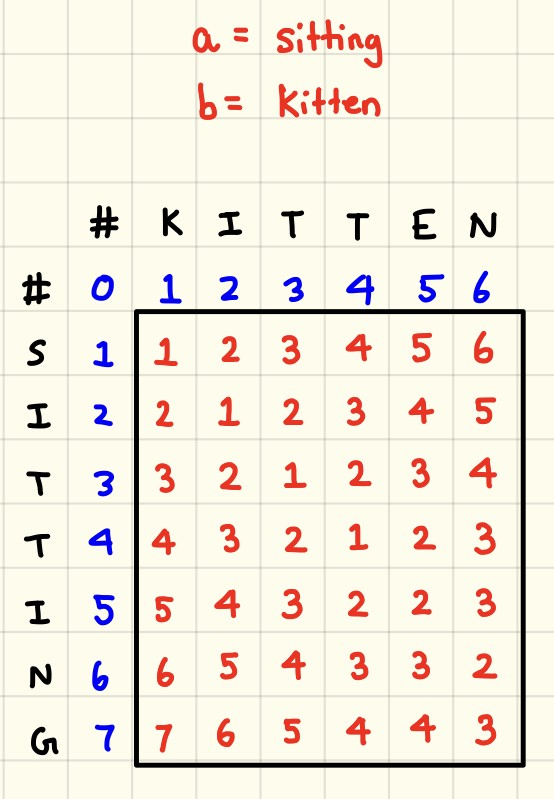 a = sitting
b = Kitten
# K I T T E N
# 0 1 2 3 4 5 6
S 1 1 2 3 4 5 6
I 2 2 1 2 3 4 5
T 3 3 2 1 2 3 4
T 4 4 3 2 1 2 3
I 5 5 4 3 2 2 3
N 6 6 5 4 3 3 2
G 7 7 6 5 4 4 3